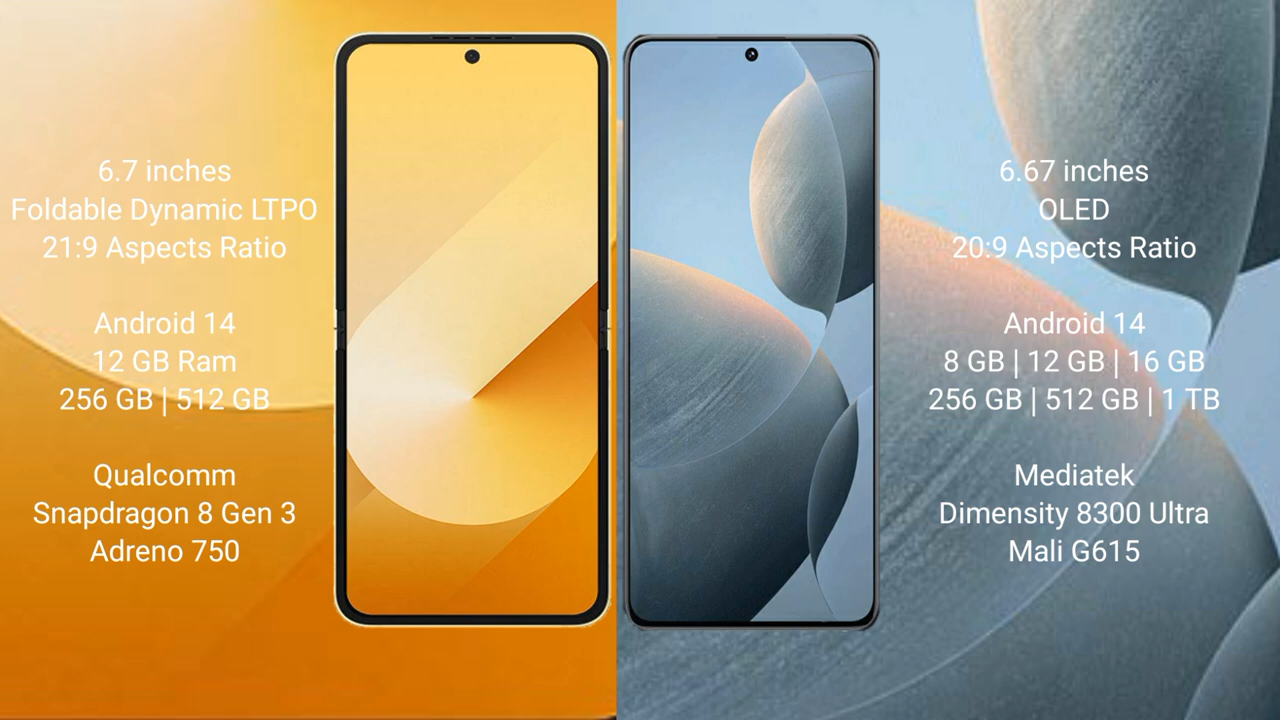 6.7 inches
Foldable Dynamic LTPO
21:9 Aspects Ratio
Android 14
12 GB Ram
256 GB | 512 GB
Qualcomm
Snapdragon 8 Gen 3
Adreno 750
6.67 inches
OLED
20:9 Aspects Ratio
Android 14
8 GB | 12 GB | 16 GB
256 GB | 512 GB | 1 TB
Mediatek
Dimensity 8300 Ultra
Mali G615